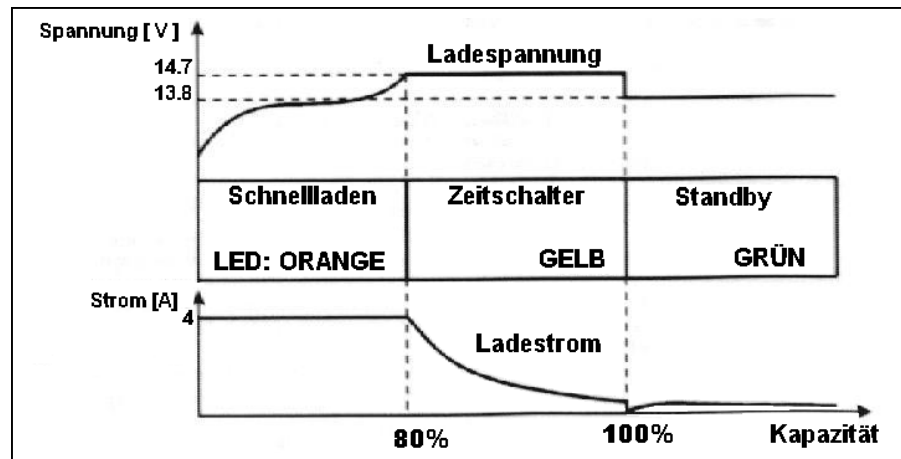 Spannung [ V ]
Ladespannung
14.7
13.8
Schnellladen Zeitschalter Standby
LED: ORANGE GELB GRÜN
Strom [A]
4
Ladestrom
80% 100% Kapazität